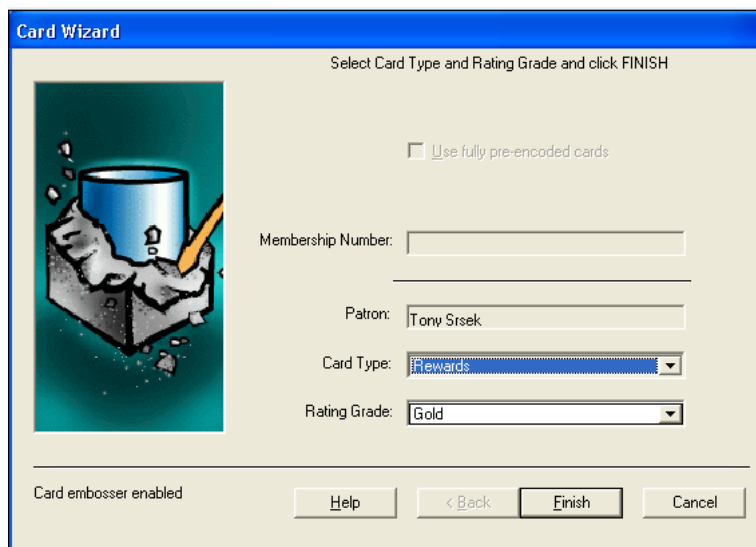 Card Wizard
Select Card Type and Rating Grade and click FINISH
Use fully pre-encoded cards
Membership Number:
Patron: Tony Srsek
Card Type: Rewards
Rating Grade: Gold
Card embosser enabled
Help < Back Finish Cancel